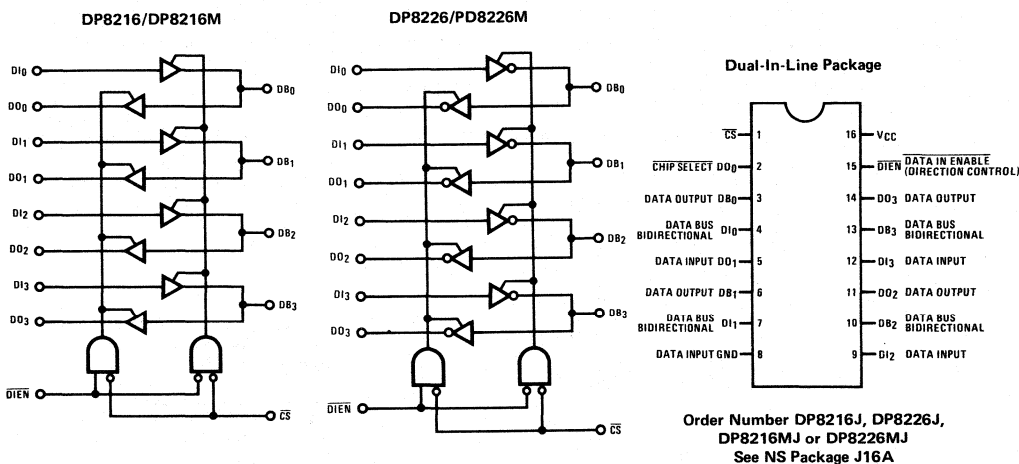 DP8216/DP8216M
DI0
DO0
DB0
DI1
DO1
DB1
DI2
DO2
DB2
DI3
DO3
DB3
DIEN
CS
DP8226/PD8226M
DI0
DO0
DB0
DI1
DO1
DB1
DI2
DO2
DB2
DI3
DO3
DB3
DIEN
CS
Dual-In-Line Package
CS 1
CHIP SELECT DO0 2
DATA OUTPUT DB0 3
DATA BUS
BIDIRECTIONAL DI0 4
DATA INPUT DO1 5
DATA OUTPUT DB1 6
DATA BUS
BIDIRECTIONAL DI1 7
DATA INPUT GND 8
16 VCC
15 DIEN DATA IN ENABLE
(DIRECTION CONTROL)
14 DO3 DATA OUTPUT
13 DB3 DATA BUS
BIDIRECTIONAL
12 DI3 DATA INPUT
11 DO2 DATA OUTPUT
10 DB2 DATA BUS
BIDIRECTIONAL
9 DI2 DATA INPUT
Order Number DP8216J, DP8226J,
DP8216MJ or DP8226MJ
See NS Package J16A